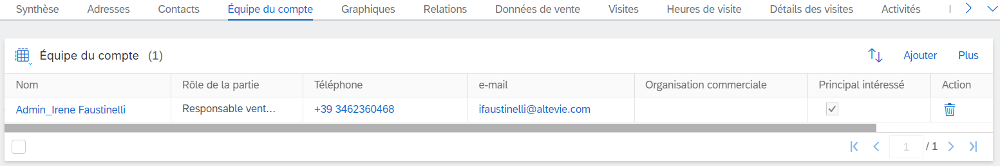 Synthèse Adresses Contacts Équipe du compte Graphiques Relations Données de vente Visites Heures de visite Détails des visites Activités
Équipe du compte (1) Ajouter Plus
Nom Rôle de la partie Téléphone e-mail Organisation commerciale Principal intéressé Action
Admin_Irene Faustinelli Responsable vent... +39 3462360468 ifaustinelli@altevie.com
1 / 1